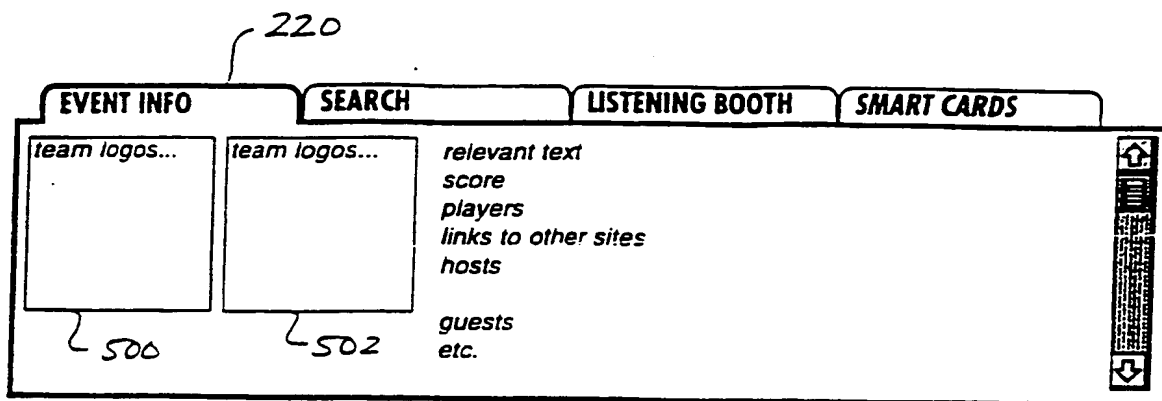 220
EVENT INFO SEARCH LISTENING BOOTH SMART CARDS
team logos... team logos... relevant text
score
players
links to other sites
hosts
guests
500 502 etc.